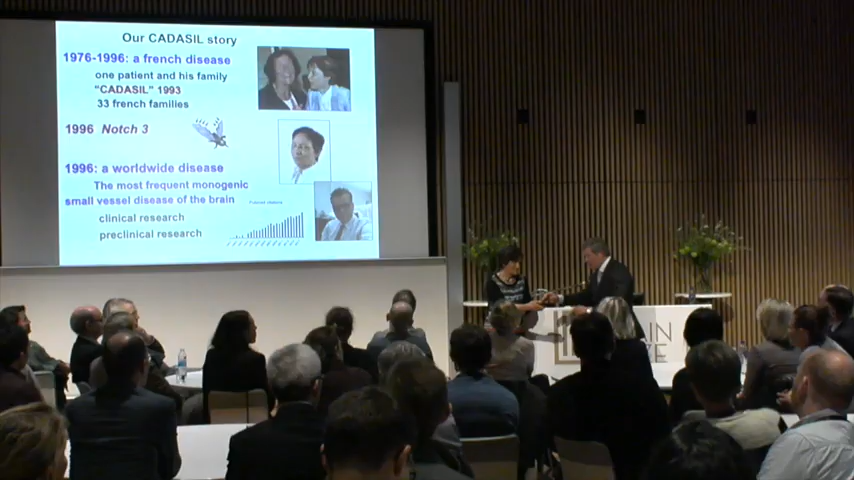 Our CADASIL story
1976-1996: a french disease
one patient and his family
"CADASIL" 1993
33 french families
1996 Notch 3
1996: a worldwide disease
The most frequent monogenic
small vessel disease of the brain
clinical research
preclinical research